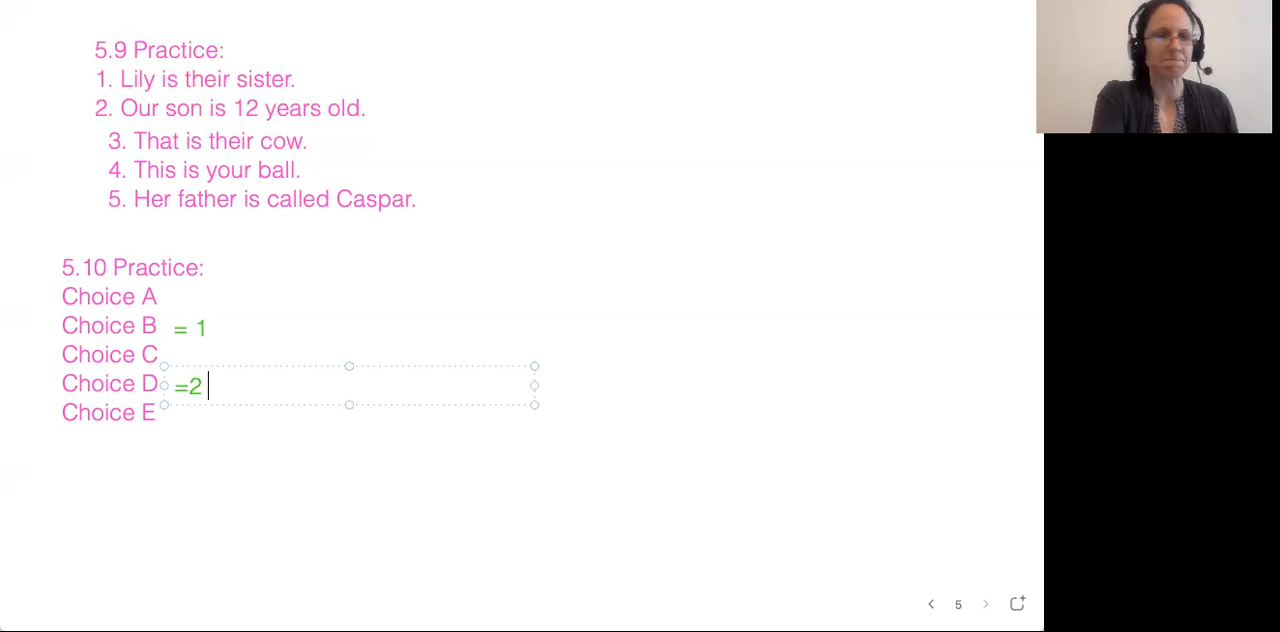 5.9 Practice:
1. Lily is their sister.
2. Our son is 12 years old.
3. That is their cow.
4. This is your ball.
5. Her father is called Caspar.
5.10 Practice:
Choice A
Choice B = 1
Choice C
Choice D =2
Choice E
5